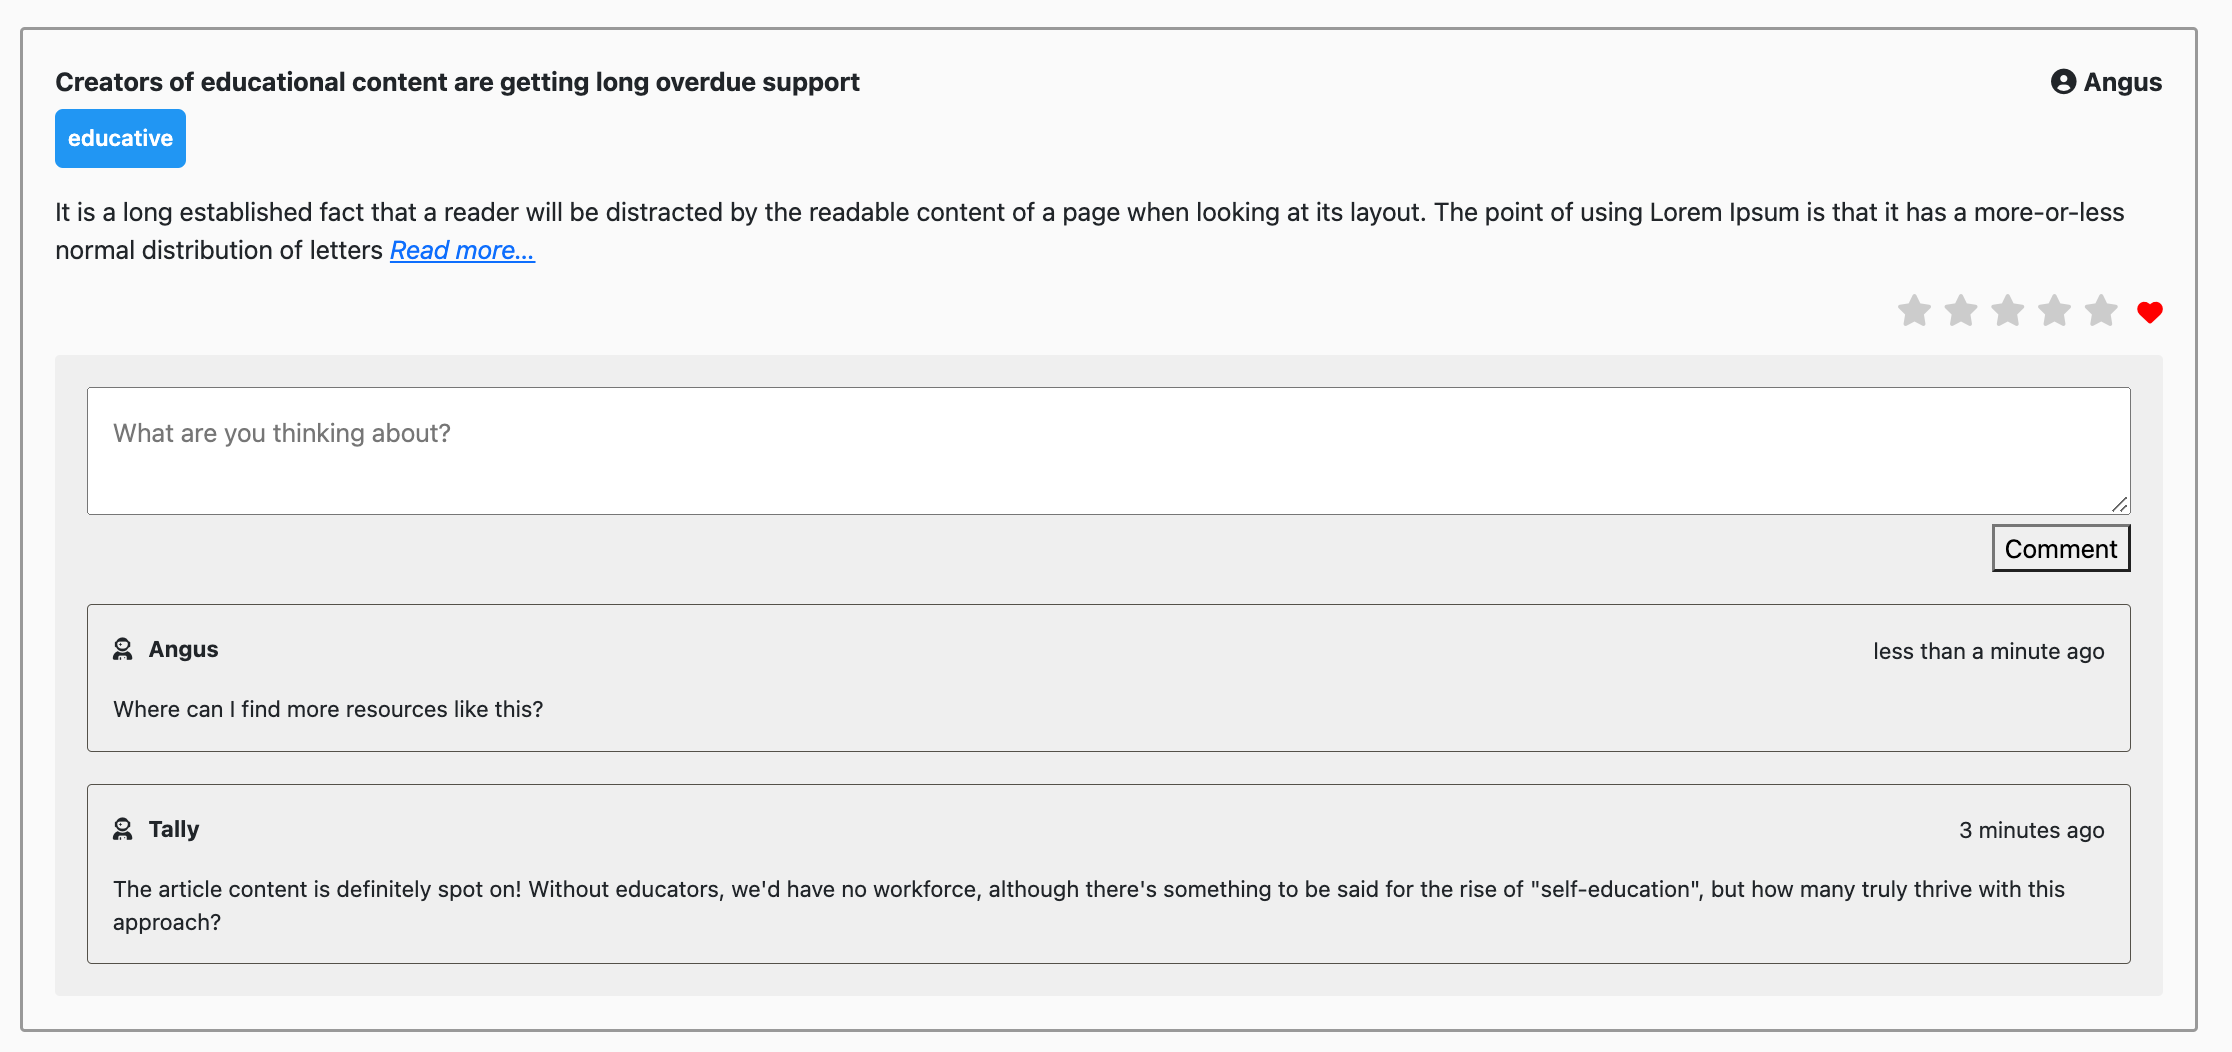 Creators of educational content are getting long overdue support
Angus
educative
It is a long established fact that a reader will be distracted by the readable content of a page when looking at its layout. The point of using Lorem Ipsum is that it has a more-or-less
normal distribution of letters Read more...
What are you thinking about?
Comment
Angus
less than a minute ago
Where can I find more resources like this?
Tally
3 minutes ago
The article content is definitely spot on! Without educators, we'd have no workforce, although there's something to be said for the rise of "self-education", but how many truly thrive with this
approach?